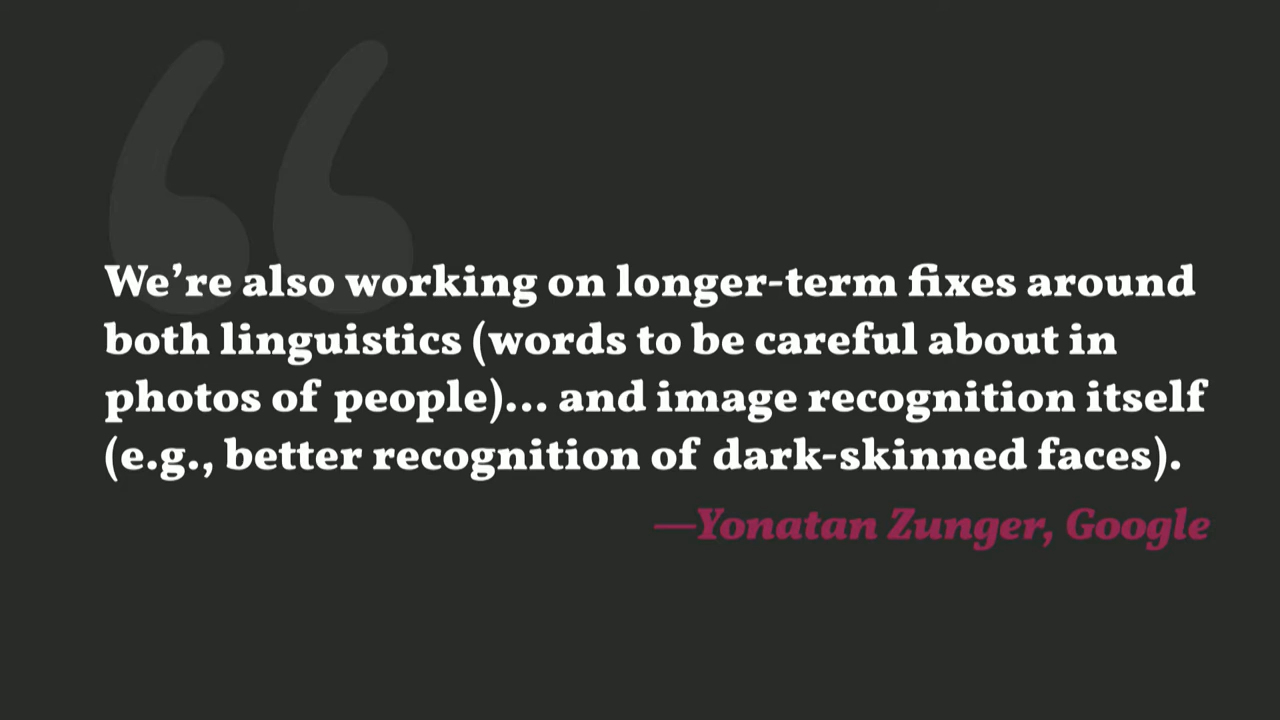 We’re also working on longer-term fixes around
both linguistics (words to be careful about in
photos of people)... and image recognition itself
(e.g., better recognition of dark-skinned faces).
—Yonatan Zunger, Google